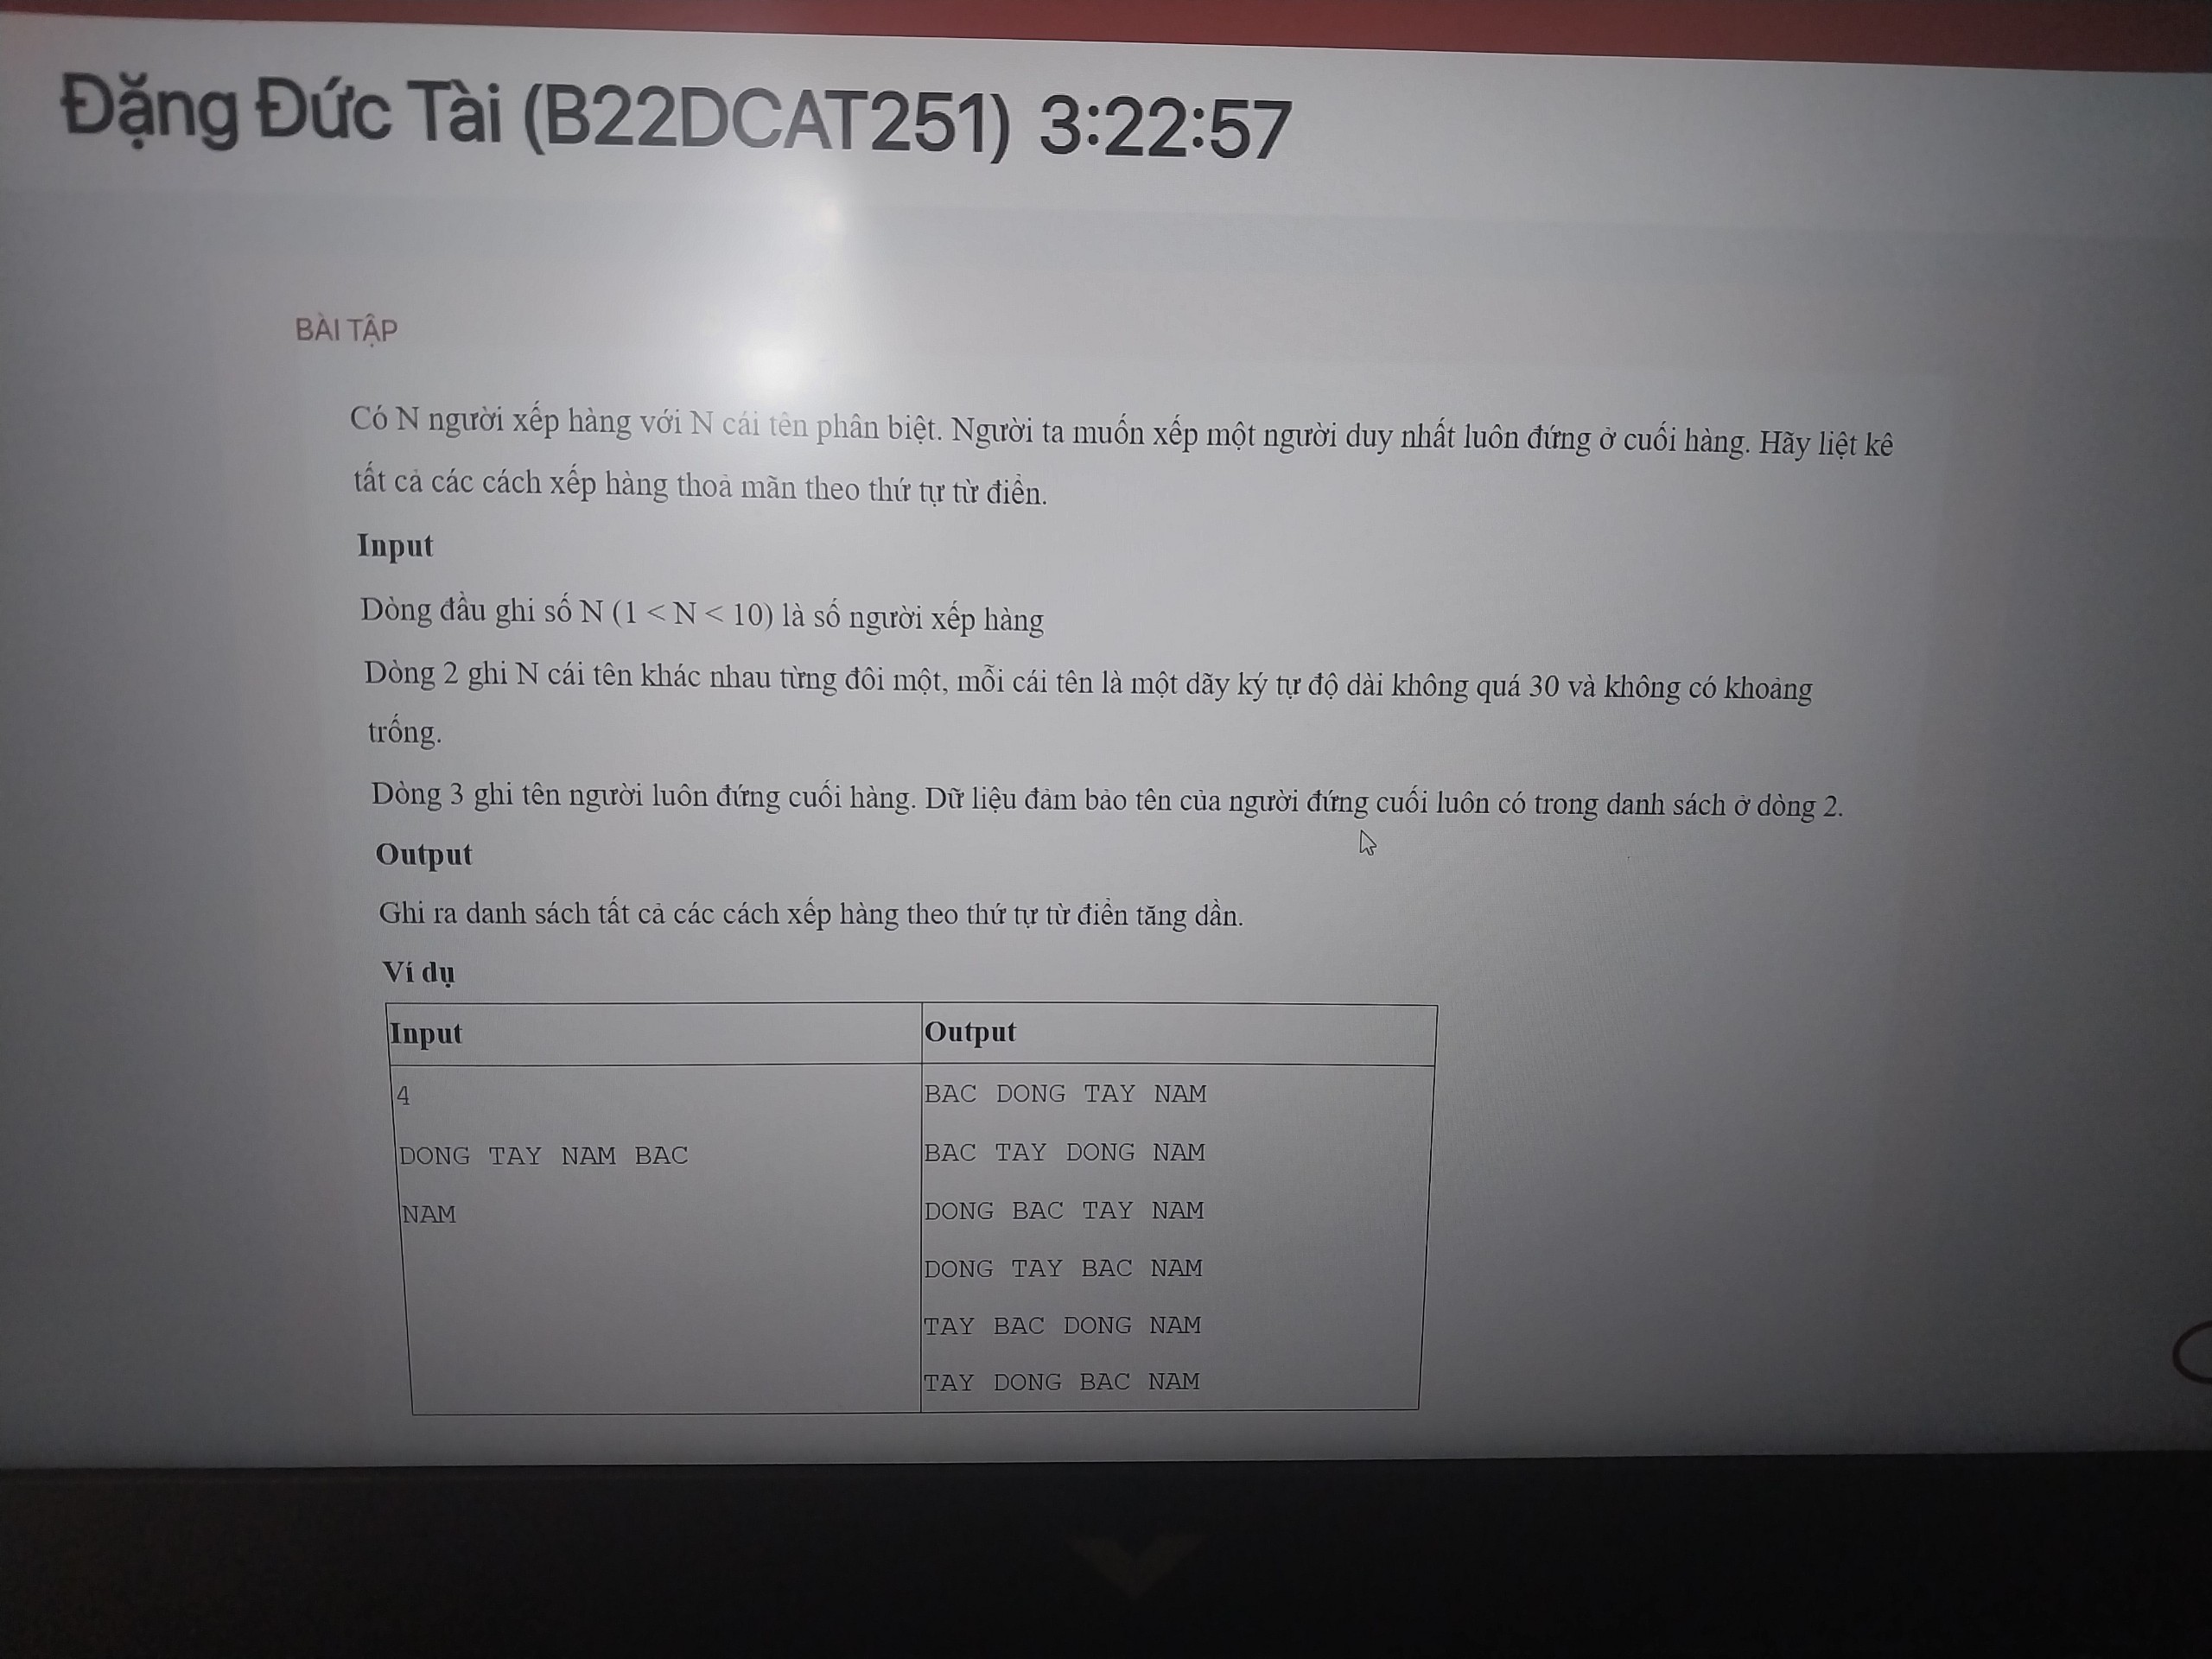 Đặng Đức Tài (B22DCAT251) 3:22:57
BÀI TẬP
Có N người xếp hàng với N cái tên phân biệt. Người ta muốn xếp một người duy nhất luôn đứng ở cuối hàng. Hãy liệt kê
tất cả các cách xếp hàng thoả mãn theo thứ tự từ điển.
Input
Dòng đầu ghi số N (1 < N < 10) là số người xếp hàng
Dòng 2 ghi N cái tên khác nhau từng đôi một, mỗi cái tên là một dãy ký tự độ dài không quá 30 và không có khoảng
trống.
Dòng 3 ghi tên người luôn đứng cuối hàng. Dữ liệu đảm bảo tên của người đứng cuối luôn có trong danh sách ở dòng 2.
Output
Ghi ra danh sách tất cả các cách xếp hàng theo thứ tự từ điển tăng dần.
Ví dụ
Input Output
4
DONG TAY NAM BAC
NAM
BAC DONG TAY NAM
BAC TAY DONG NAM
DONG BAC TAY NAM
DONG TAY BAC NAM
TAY BAC DONG NAM
TAY DONG BAC NAM